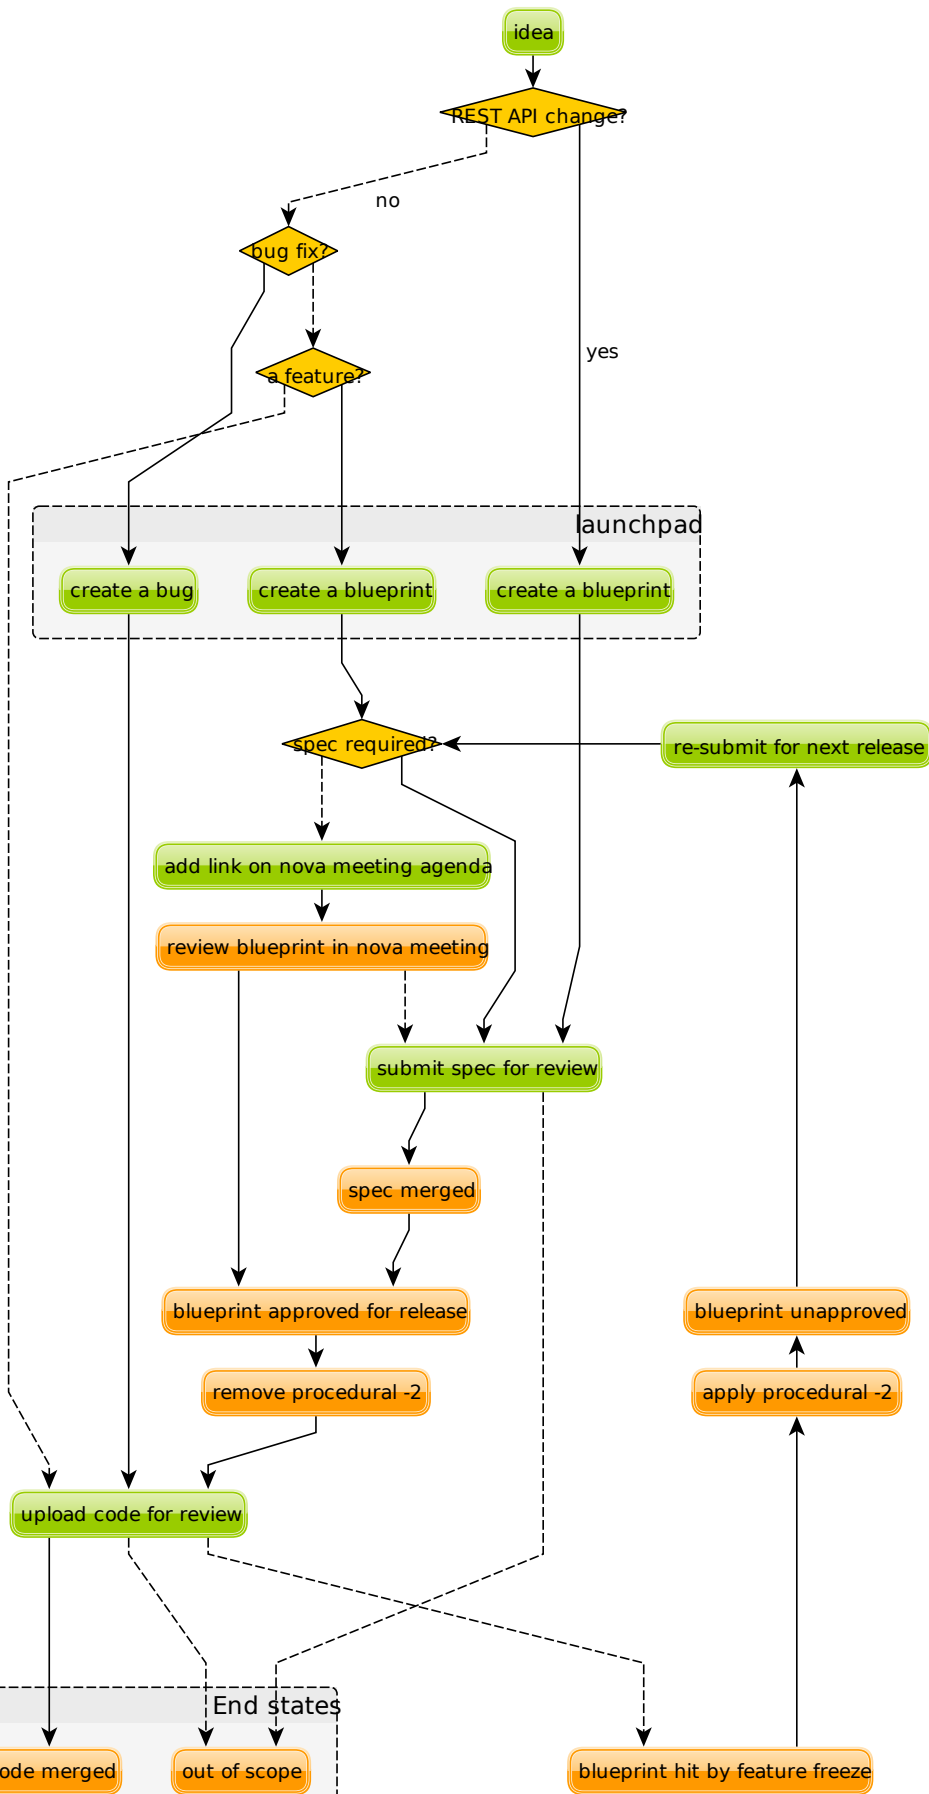 idea
REST API change?
no
bug fix?
yes
a feature?
launchpad
create a bug
create a blueprint
create a blueprint
spec required?
re-submit for next release
add link on nova meeting agenda
review blueprint in nova meeting
submit spec for review
spec merged
blueprint approved for release
blueprint unapproved
remove procedural -2
apply procedural -2
upload code for review
End states
ode merged
out of scope
blueprint hit by feature freeze